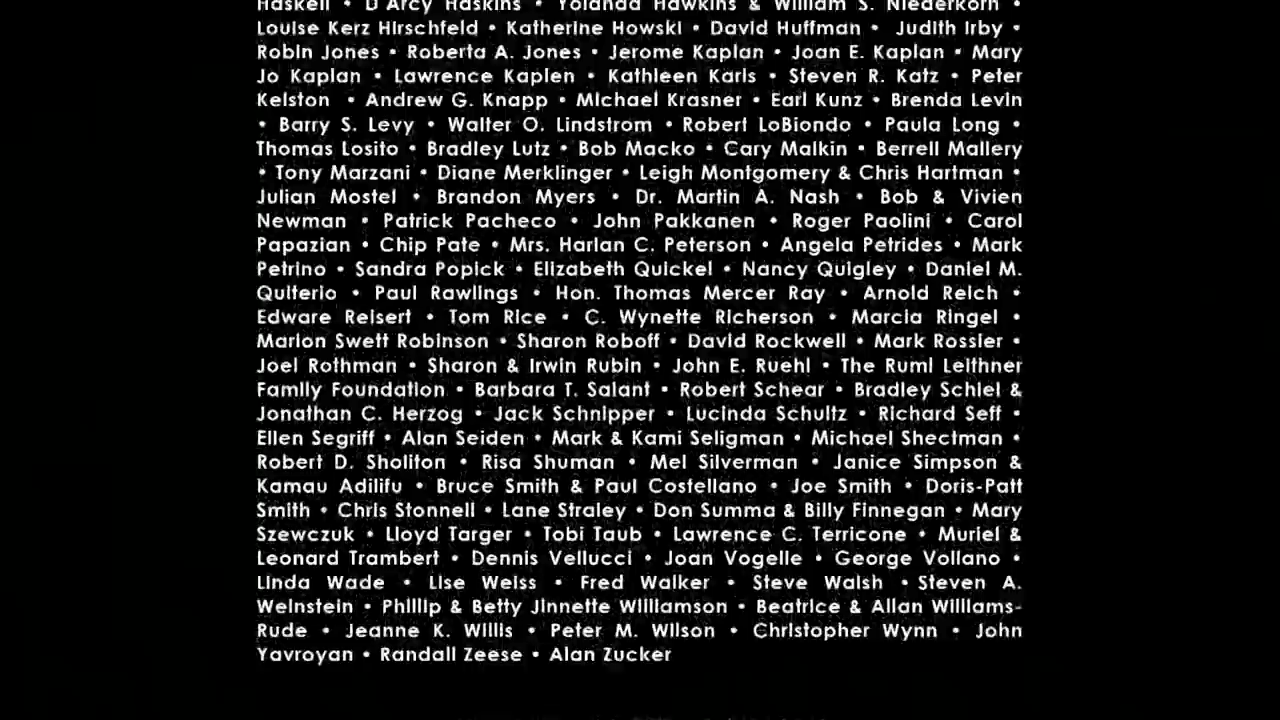 Haskell • D'Arcy Haskins • Yolanda Hawkins & William S. Niederkorn •
Louise Kerz Hirschfeld • Katherine Howski • David Huffman • Judith Irby •
Robin Jones • Roberta A. Jones • Jerome Kaplan • Joan E. Kaplan • Mary
Jo Kaplan • Lawrence Kaplen • Kathleen Karls • Steven R. Katz • Peter
Kelston • Andrew G. Knapp • Michael Krasner • Earl Kunz • Brenda Levin
• Barry S. Levy • Walter O. Lindstrom • Robert LoBiondo • Paula Long •
Thomas Losito • Bradley Lutz • Bob Macko • Cary Malkin • Berrell Mallery
• Tony Marzani • Diane Merklinger • Leigh Montgomery & Chris Hartman •
Julian Mostel • Brandon Myers • Dr. Martin A. Nash • Bob & Vivien
Newman • Patrick Pacheco • John Pakkanen • Roger Paolini • Carol
Papazian • Chip Pate • Mrs. Harlan C. Peterson • Angela Petrides • Mark
Petrino • Sandra Popick • Elizabeth Quickel • Nancy Quigley • Daniel M.
Quiterio • Paul Rawlings • Hon. Thomas Mercer Ray • Arnold Reich •
Edware Reisert • Tom Rice • C. Wynette Richerson • Marcia Ringel •
Marion Swett Robinson • Sharon Roboff • David Rockwell • Mark Rossier •
Joel Rothman • Sharon & Irwin Rubin • John E. Ruehl • The Rumi Leithner
Family Foundation • Barbara T. Salant • Robert Schear • Bradley Schiel &
Jonathan C. Herzog • Jack Schnipper • Lucinda Schultz • Richard Seff •
Ellen Segriff • Alan Seiden • Mark & Kami Seligman • Michael Shectman •
Robert D. Sholiton • Risa Shuman • Mel Silverman • Janice Simpson &
Kamau Adilifu • Bruce Smith & Paul Costellano • Joe Smith • Doris-Patt
Smith • Chris Stonnell • Lane Straley • Don Summa & Billy Finnegan • Mary
Szewczuk • Lloyd Targer • Tobi Taub • Lawrence C. Terricone • Muriel &
Leonard Trambert • Dennis Vellucci • Joan Vogelle • George Vollano •
Linda Wade • Lise Weiss • Fred Walker • Steve Walsh • Steven A.
Weinstein • Phillip & Betty Jinnette Williamson • Beatrice & Allan Williams-
Rude • Jeanne K. Willis • Peter M. Wilson • Christopher Wynn • John
Yavroyan • Randall Zeese • Alan Zucker